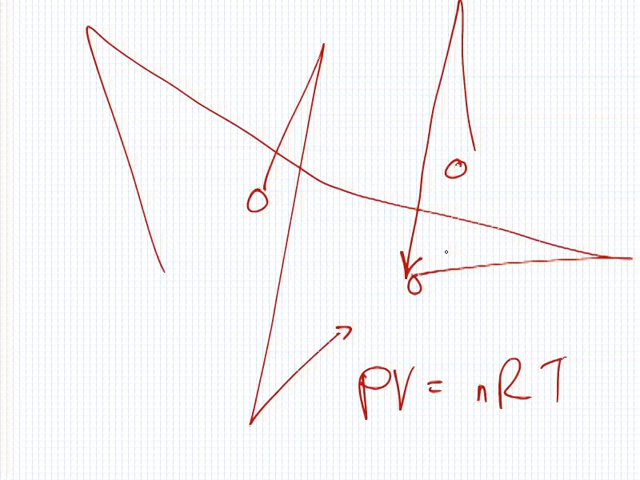 PV = nRT